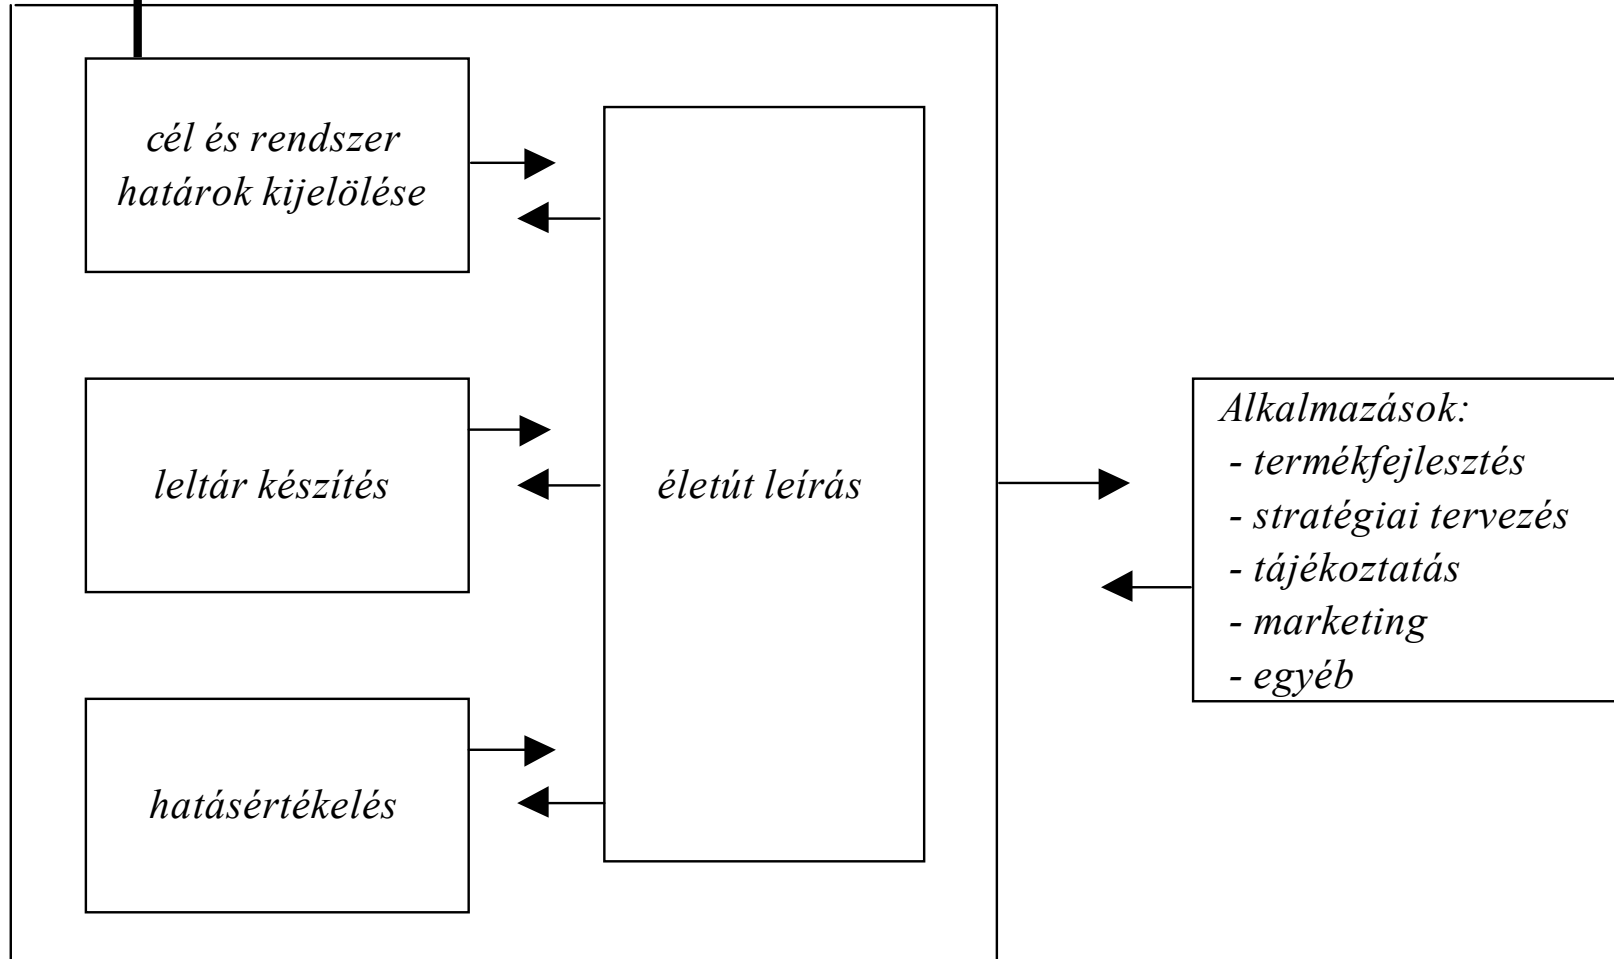 cél és rendszer
határok kijelölése
leltár készítés
hatásértékelés
életút leírás
Alkalmazások:
- termékfejlesztés
- stratégiai tervezés
- tájékoztatás
- marketing
- egyéb